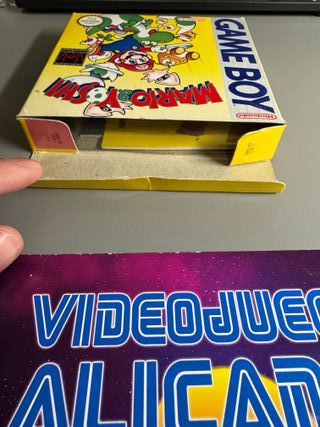 GAME BOY
MARIO & YOSHI
Nintendo
VIDEOJUEG
ALICAN